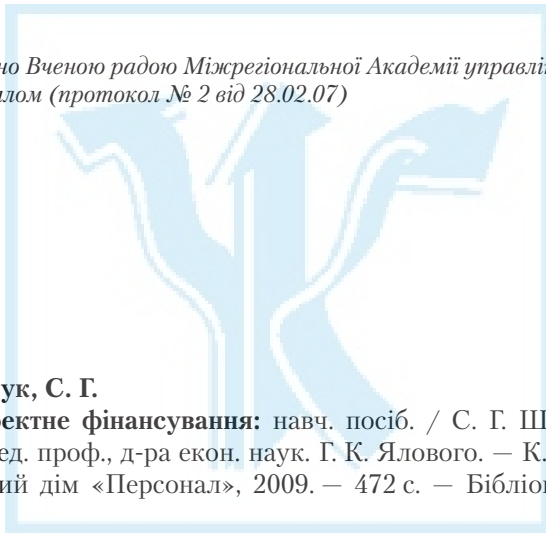 но Вченою радою Міжрегіональної Академії управлі
алом (протокол № 2 від 28.02.07)
ук, С. Г.
ектне фінансування: навч. посіб. / С. Г. Ш
ед. проф., д-ра екон. наук. Г. К. Ялового. — К.
ий дім «Персонал», 2009. — 472 с. — Бібліо